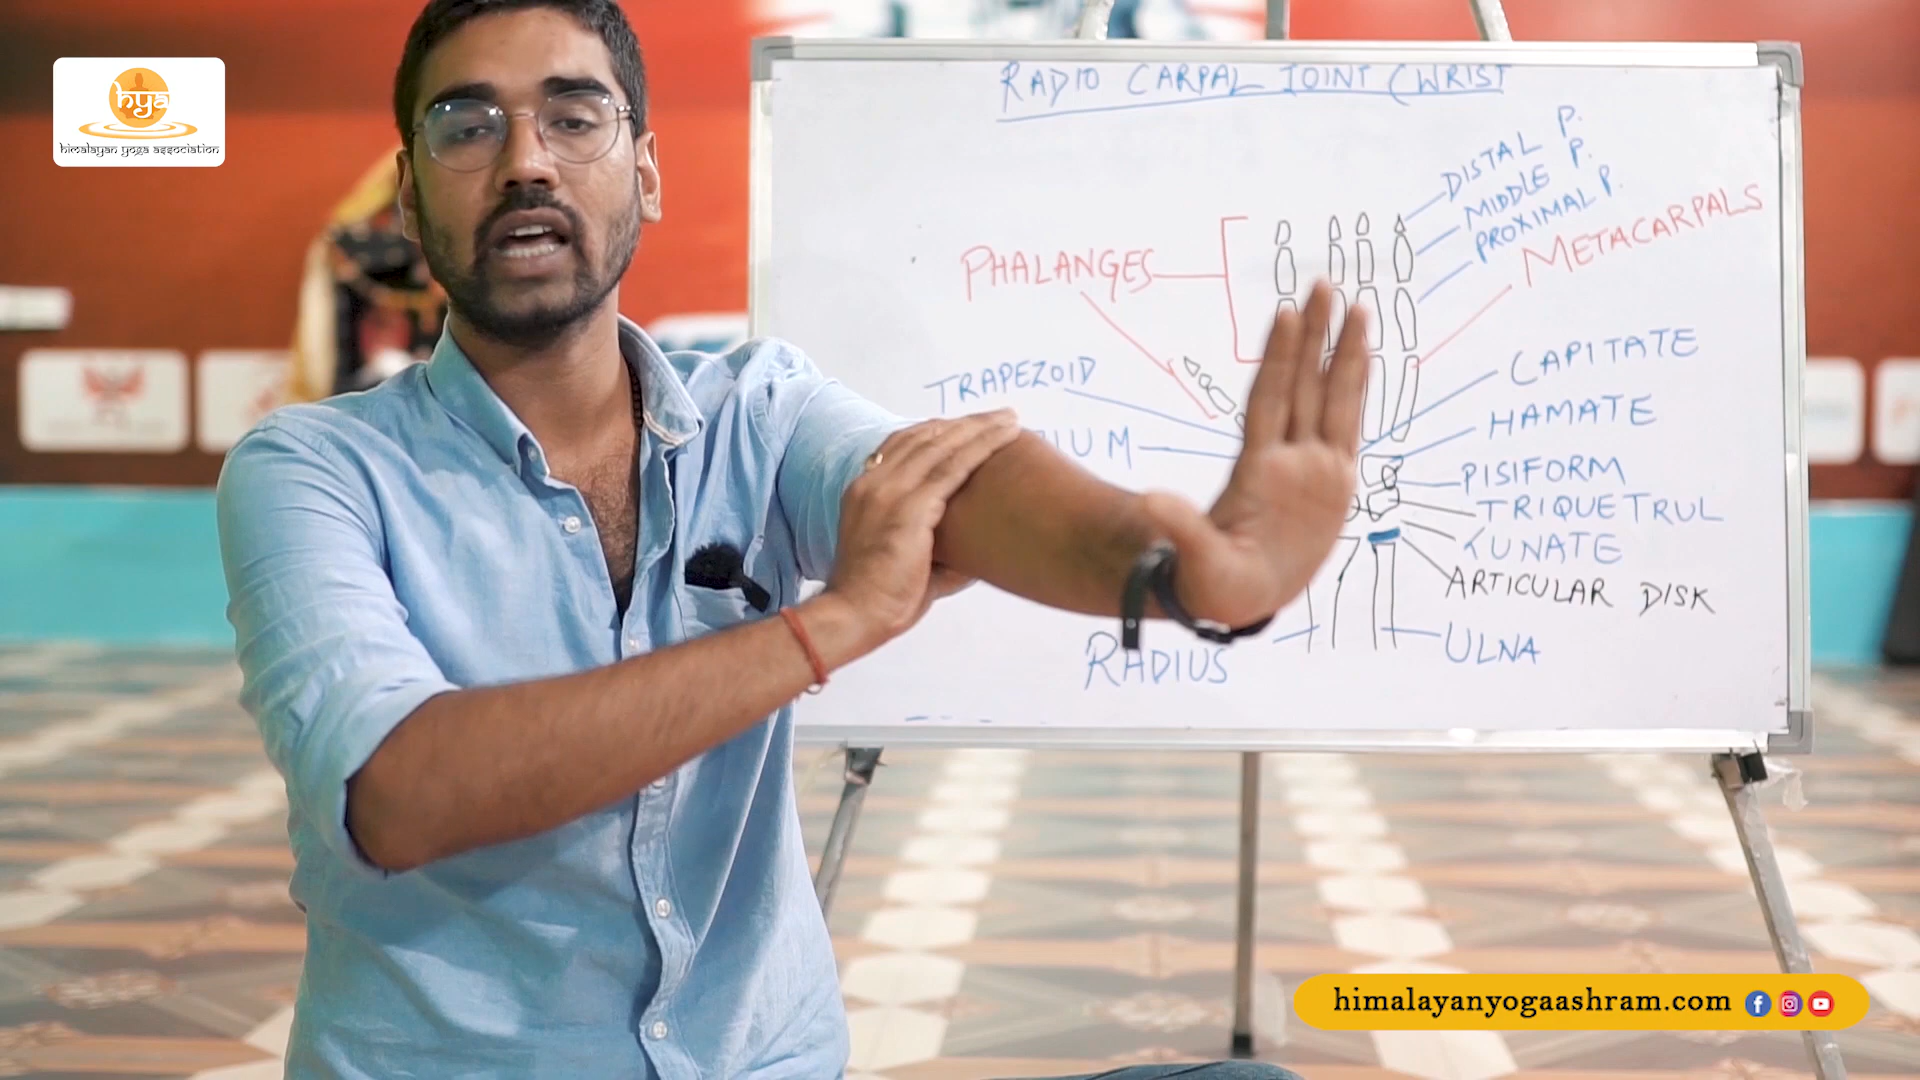 hya
himalayan yoga association
RADIO CARPAL JOINT (WRIST
DISTAL P.
MIDDLE P.
PROXIMAL P.
METACARPALS
PHALANGES
TRAPEZOID
IUM
CAPITATE
HAMATE
PISIFORM
TRIQUETRUL
LUNATE
ARTICULAR DISK
ULNA
RADIUS
himalayanyogaashram.com